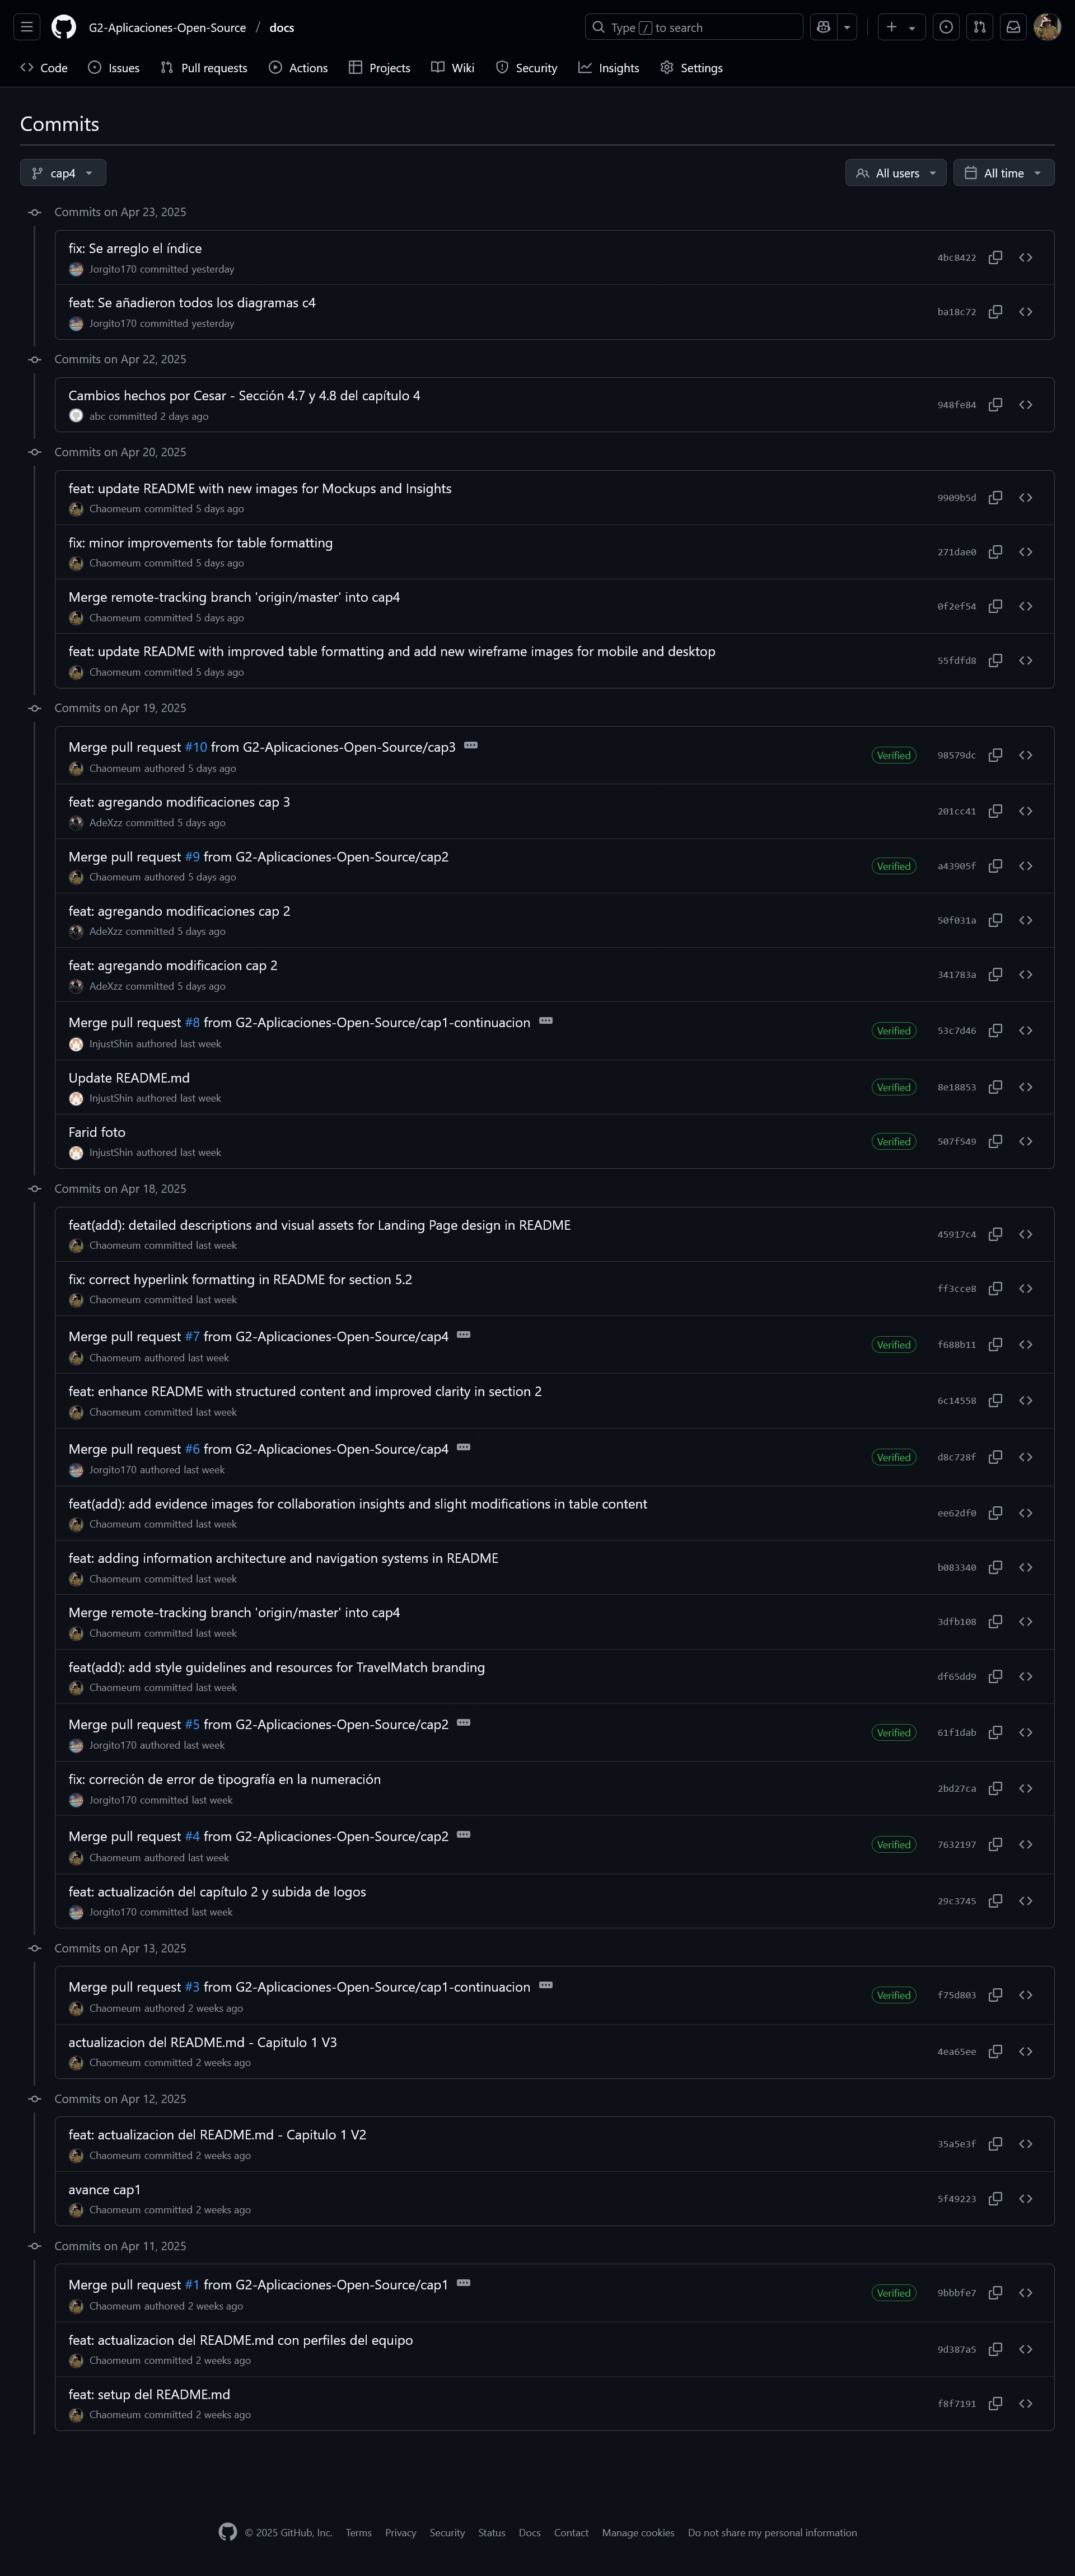 G2-Aplicaciones-Open-Source / docs
Type / to search
Code Issues Pull requests Actions Projects Wiki Security Insights Settings
Commits
cap4 All users All time
Commits on Apr 23, 2025
fix: Se arreglo el índice
Jorgito170 committed yesterday
4bc8422
feat: Se añadieron todos los diagramas c4
Jorgito170 committed yesterday
ba18c72
Commits on Apr 22, 2025
Cambios hechos por Cesar - Sección 4.7 y 4.8 del capítulo 4
abc committed 2 days ago
948fe84
Commits on Apr 20, 2025
feat: update README with new images for Mockups and Insights
Chaomeum committed 5 days ago
9909b5d
fix: minor improvements for table formatting
Chaomeum committed 5 days ago
271dae0
Merge remote-tracking branch 'origin/master' into cap4
Chaomeum committed 5 days ago
0f2ef54
feat: update README with improved table formatting and add new wireframe images for mobile and desktop
Chaomeum committed 5 days ago
55fdfd8
Commits on Apr 19, 2025
Merge pull request #10 from G2-Aplicaciones-Open-Source/cap3
Chaomeum authored 5 days ago
Verified 98579dc
feat: agregando modificaciones cap 3
AdeXzz committed 5 days ago
201cc41
Merge pull request #9 from G2-Aplicaciones-Open-Source/cap2
Chaomeum authored 5 days ago
Verified a43905f
feat: agregando modificaciones cap 2
AdeXzz committed 5 days ago
50f031a
feat: agregando modificacion cap 2
AdeXzz committed 5 days ago
341783a
Merge pull request #8 from G2-Aplicaciones-Open-Source/cap1-continuacion
InjustShin authored last week
Verified 53c7d46
Update README.md
InjustShin authored last week
Verified 8e18853
Farid foto
InjustShin authored last week
Verified 507f549
Commits on Apr 18, 2025
feat(add): detailed descriptions and visual assets for Landing Page design in README
Chaomeum committed last week
45917c4
fix: correct hyperlink formatting in README for section 5.2
Chaomeum committed last week
ff3cce8
Merge pull request #7 from G2-Aplicaciones-Open-Source/cap4
Chaomeum authored last week
Verified f688b11
feat: enhance README with structured content and improved clarity in section 2
Chaomeum committed last week
6c14558
Merge pull request #6 from G2-Aplicaciones-Open-Source/cap4
Jorgito170 authored last week
Verified d8c728f
feat(add): add evidence images for collaboration insights and slight modifications in table content
Chaomeum committed last week
ee62df0
feat: adding information architecture and navigation systems in README
Chaomeum committed last week
b083340
Merge remote-tracking branch 'origin/master' into cap4
Chaomeum committed last week
3dfb108
feat(add): add style guidelines and resources for TravelMatch branding
Chaomeum committed last week
df65dd9
Merge pull request #5 from G2-Aplicaciones-Open-Source/cap2
Jorgito170 authored last week
Verified 61f1dab
fix: correción de error de tipografía en la numeración
Jorgito170 committed last week
2bd27ca
Merge pull request #4 from G2-Aplicaciones-Open-Source/cap2
Chaomeum authored last week
Verified 7632197
feat: actualización del capítulo 2 y subida de logos
Jorgito170 committed last week
29c3745
Commits on Apr 13, 2025
Merge pull request #3 from G2-Aplicaciones-Open-Source/cap1-continuacion
Chaomeum authored 2 weeks ago
Verified f75d803
actualizacion del README.md - Capitulo 1 V3
Chaomeum committed 2 weeks ago
4ea65ee
Commits on Apr 12, 2025
feat: actualizacion del README.md - Capitulo 1 V2
Chaomeum committed 2 weeks ago
35a5e3f
avance cap1
Chaomeum committed 2 weeks ago
5f49223
Commits on Apr 11, 2025
Merge pull request #1 from G2-Aplicaciones-Open-Source/cap1
Chaomeum authored 2 weeks ago
Verified 9bbbfe7
feat: actualizacion del README.md con perfiles del equipo
Chaomeum committed 2 weeks ago
9d387a5
feat: setup del README.md
Chaomeum committed 2 weeks ago
f8f7191
© 2025 GitHub, Inc. Terms Privacy Security Status Docs Contact Manage cookies Do not share my personal information